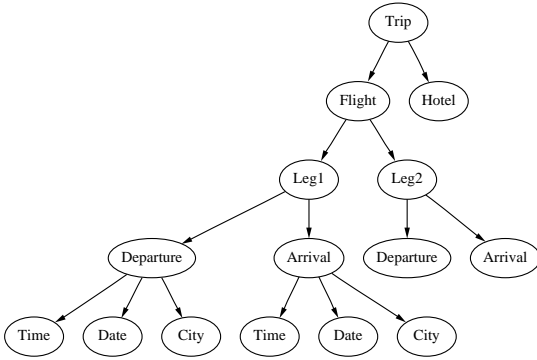 Trip
Flight Hotel
Leg1 Leg2
Departure Arrival Departure Arrival
Time Date City Time Date City